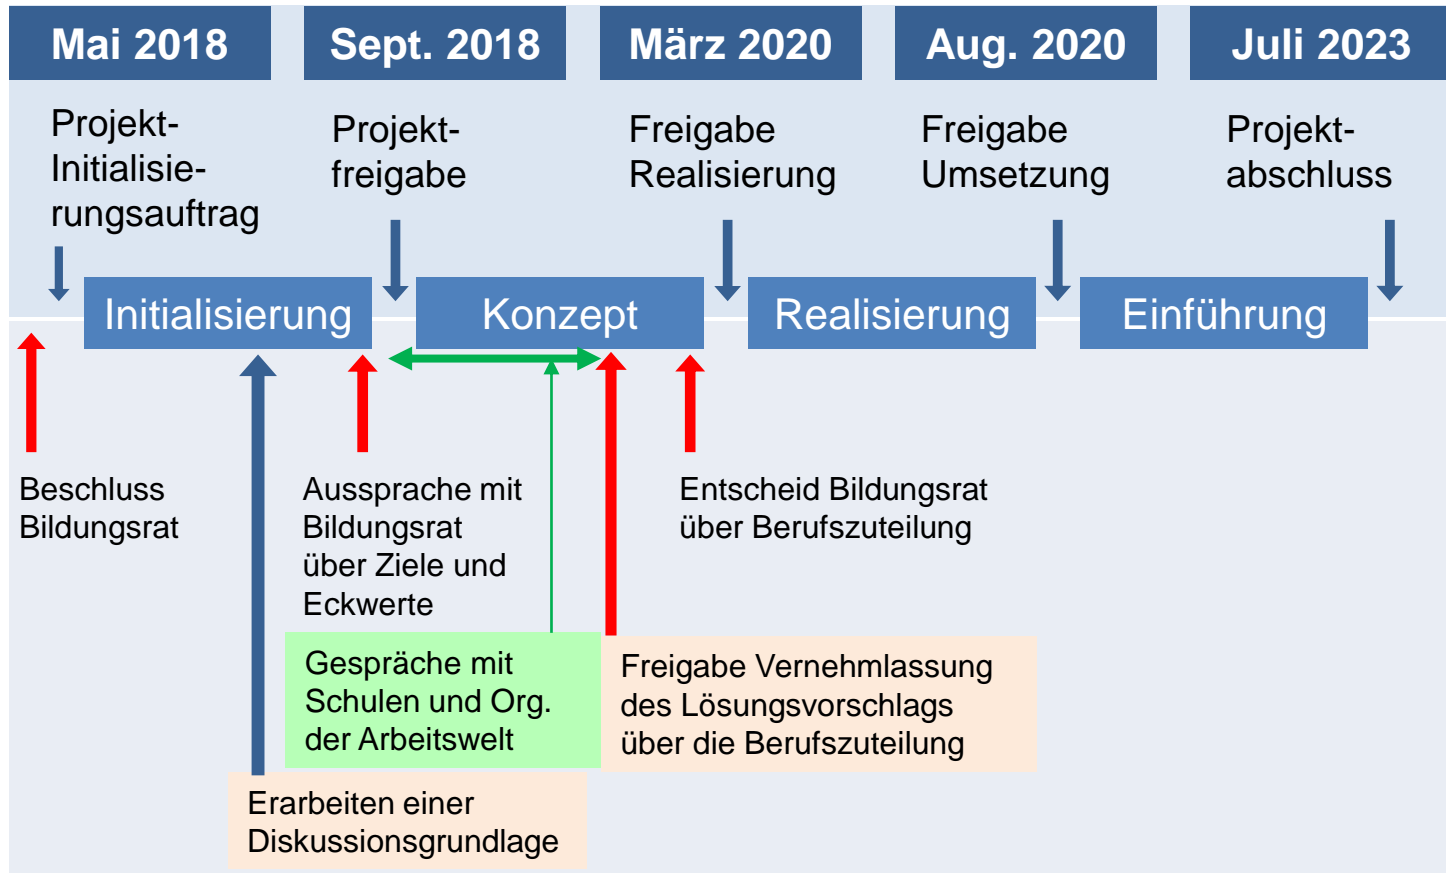 Mai 2018
Sept. 2018
März 2020
Aug. 2020
Juli 2023
Projekt-
Initialisie-
rungsauftrag
Projekt-
freigabe
Freigabe
Realisierung
Freigabe
Umsetzung
Projekt-
abschluss
Initialisierung
Konzept
Realisierung
Einführung
Beschluss
Bildungsrat
Aussprache mit
Bildungsrat
über Ziele und
Eckwerte
Entscheid Bildungsrat
über Berufszuteilung
Gespräche mit
Schulen und Org.
der Arbeitswelt
Freigabe Vernehmlassung
des Lösungsvorschlags
über die Berufszuteilung
Erarbeiten einer
Diskussionsgrundlage